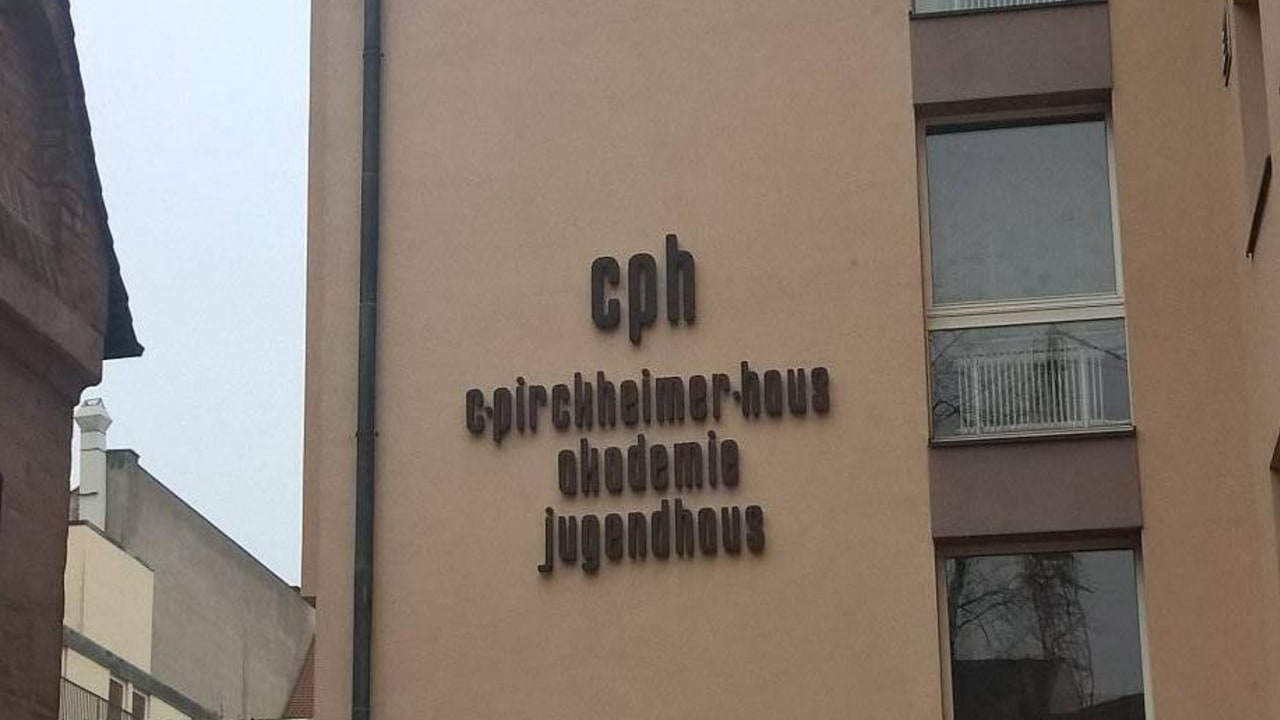 cph
c·pirckheimer·haus
akademie
jugendhaus